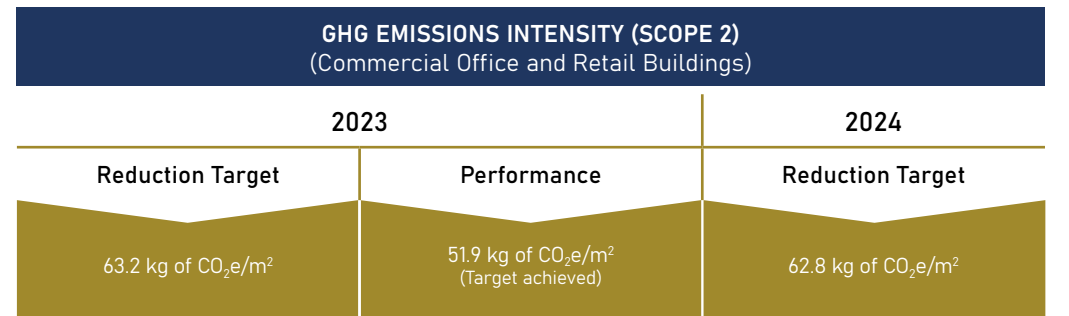 GHG EMISSIONS INTENSITY (SCOPE 2)
(Commercial Office and Retail Buildings)
2023
2024
Reduction Target
Performance
Reduction Target
63.2 kg of CO₂e/m²
51.9 kg of CO₂e/m²
(Target achieved)
62.8 kg of CO₂e/m²